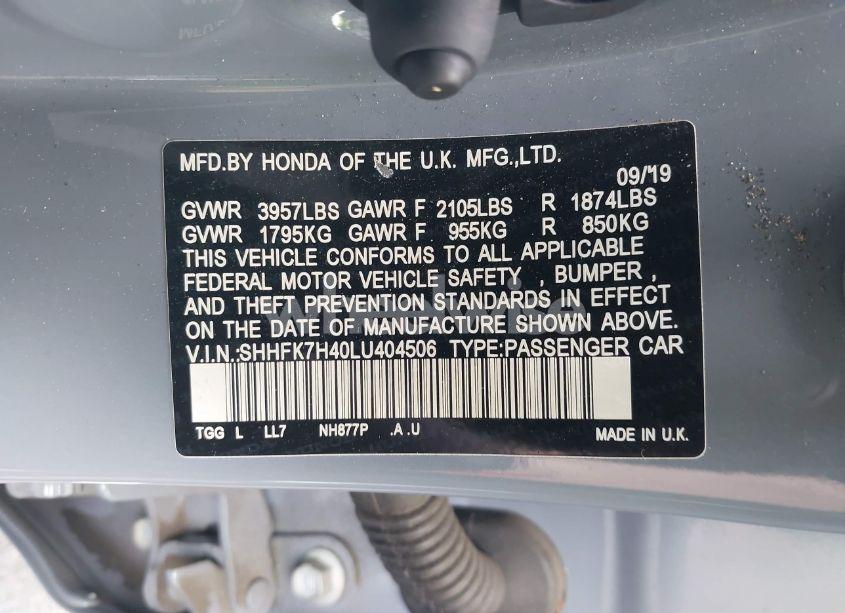 MFD.BY HONDA OF THE U.K. MFG.,LTD.
09/19
GVWR 3957LBS GAWR F 2105LBS R 1874LBS
GVWR 1795KG GAWR F 955KG R 850KG
THIS VEHICLE CONFORMS TO ALL APPLICABLE
FEDERAL MOTOR VEHICLE SAFETY , BUMPER ,
AND THEFT PREVENTION STANDARDS IN EFFECT
ON THE DATE OF MANUFACTURE SHOWN ABOVE.
V.I.N.:SHHFK7H40LU404506 TYPE:PASSENGER CAR
TGG L LL7 NH877P .A .U
MADE IN U.K.